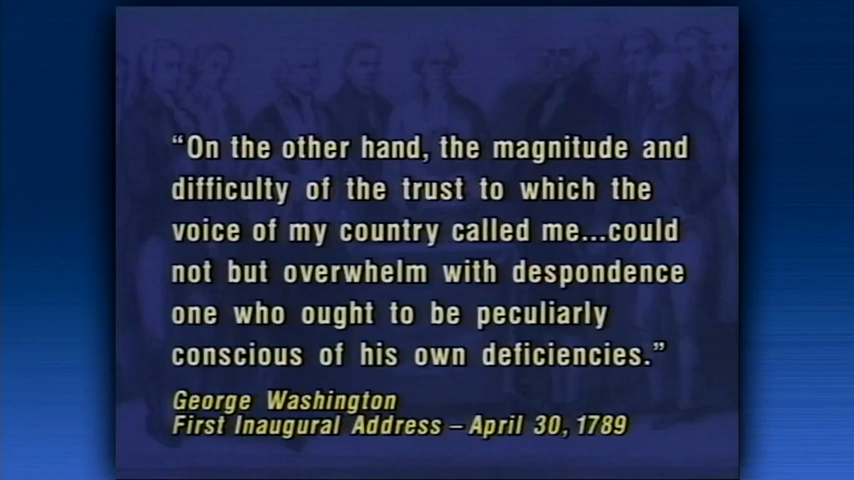 “On the other hand, the magnitude and
difficulty of the trust to which the
voice of my country called me...could
not but overwhelm with despondence
one who ought to be peculiarly
conscious of his own deficiencies.”
George Washington
First Inaugural Address – April 30, 1789